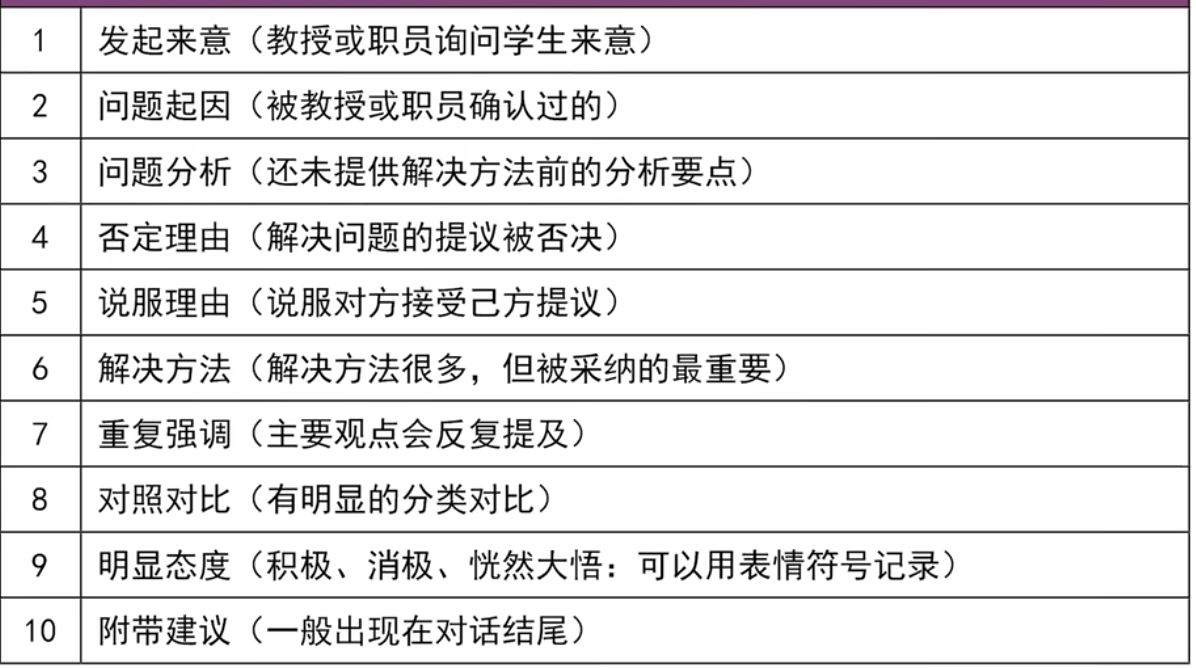 1 发起来意（教授或职员询问学生来意）
2 问题起因（被教授或职员确认过的）
3 问题分析（还未提供解决方法前的分析要点）
4 否定理由（解决问题的提议被否决）
5 说服理由（说服对方接受己方提议）
6 解决方法（解决方法很多，但被采纳的最重要）
7 重复强调（主要观点会反复提及）
8 对照对比（有明显的分类对比）
9 明显态度（积极、消极、恍然大悟：可以用表情符号记录）
10 附带建议（一般出现在对话结尾）